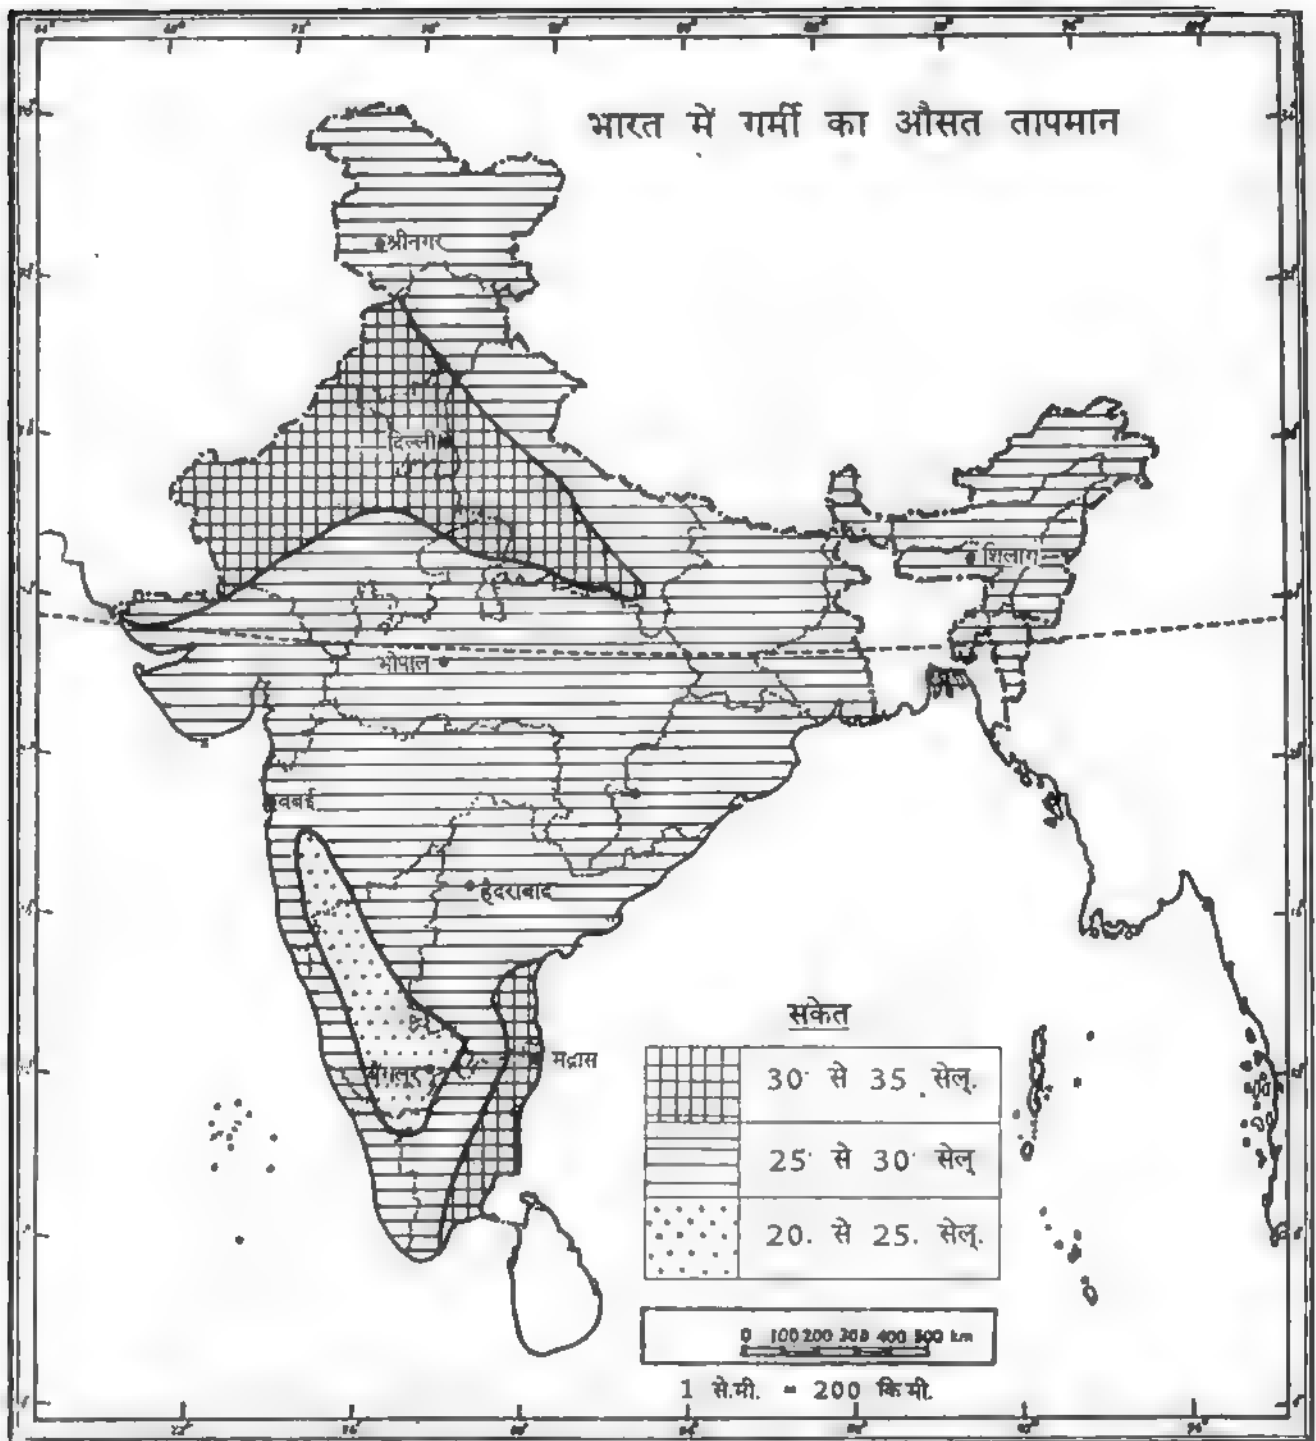 भारत में गर्मी का औसत तापमान
श्रीनगर
दिल्ली
शिलांग
भोपाल
बंबई
हैदराबाद
मद्रास
बैंगलूर
संकेत
30 से 35 सेल्.
25 से 30 सेल्
20. से 25. सेल्.
0 100 200 300 400 500 km
1 से.मी. = 200 कि मी.